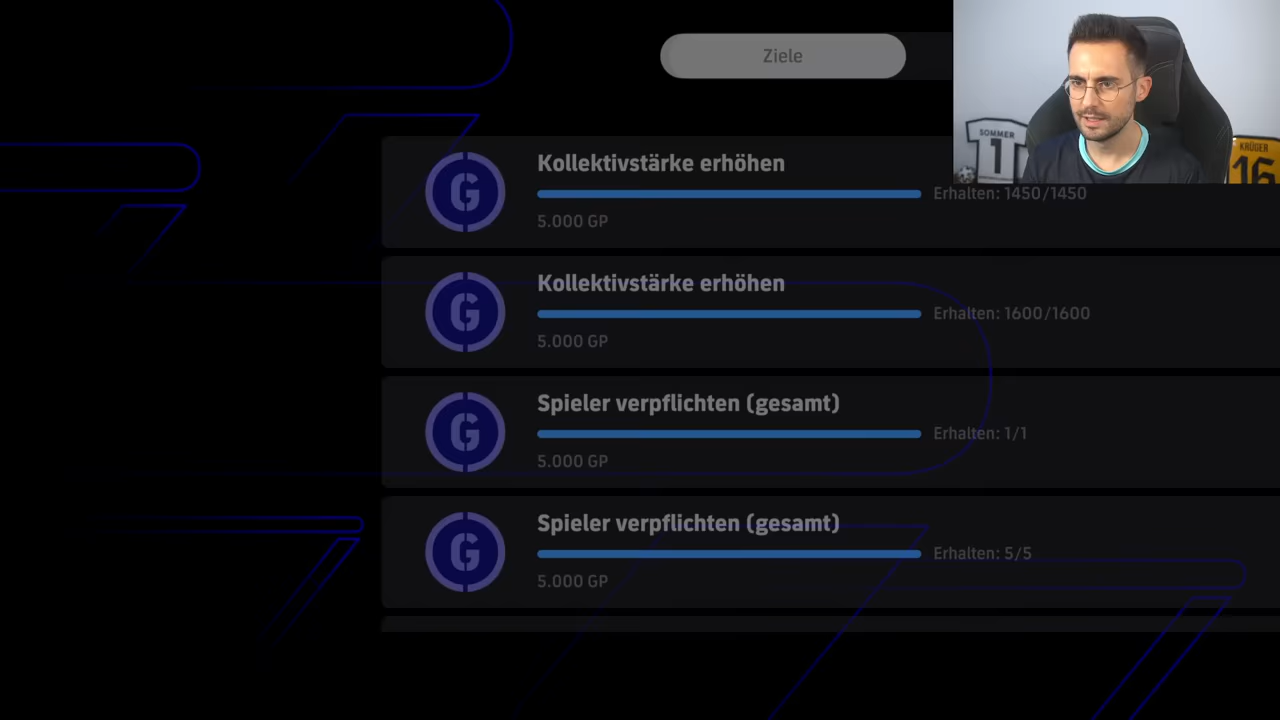 Ziele
SOMMER
1
KRÜGER
16
Kollektivstärke erhöhen
Erhalten: 1450/1450
5.000 GP
Kollektivstärke erhöhen
Erhalten: 1600/1600
5.000 GP
Spieler verpflichten (gesamt)
Erhalten: 1/1
5.000 GP
Spieler verpflichten (gesamt)
Erhalten: 5/5
5.000 GP